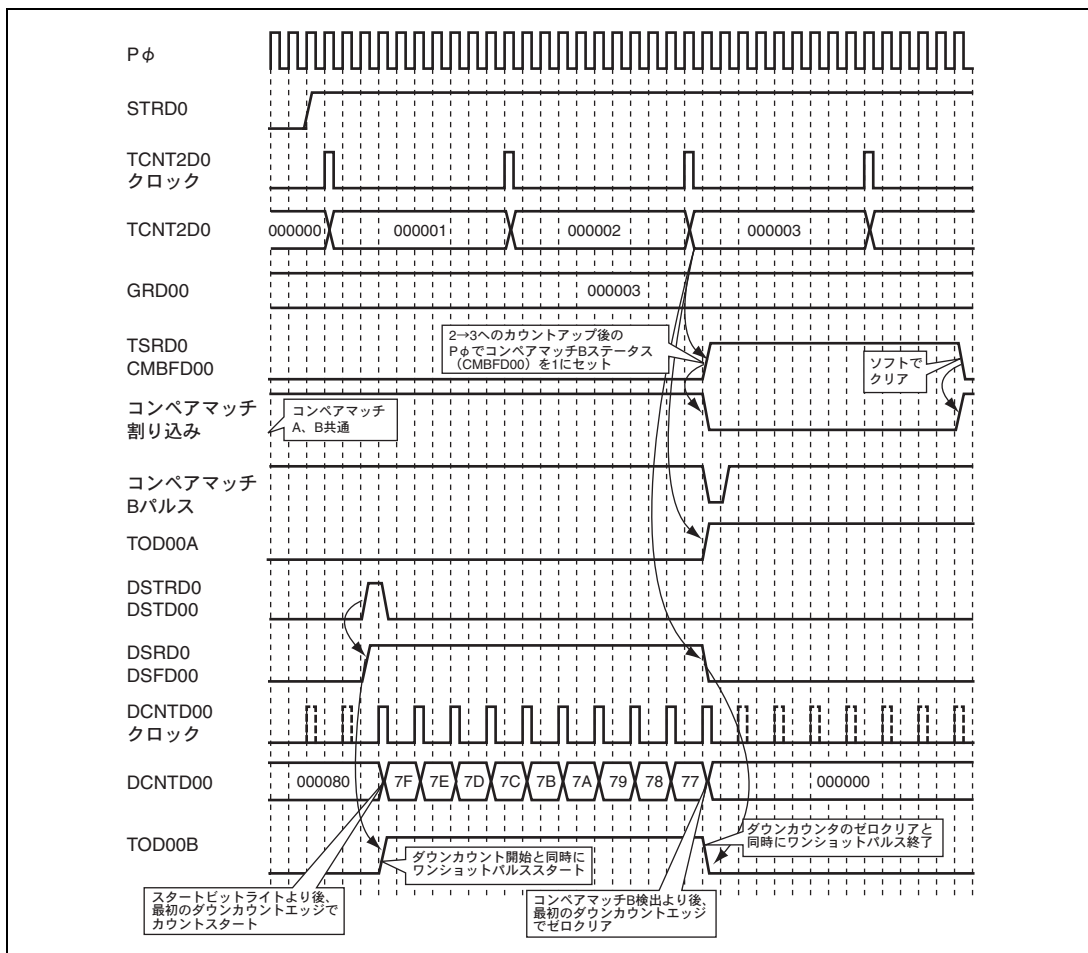 Pφ
STRD0
TCNT2D0
クロック
TCNT2D0
000000
000001
000002
000003
GRD00
000003
TSRD0
CMBFD00
2→3へのカウントアップ後の
PφでコンペアマッチBステータス
（CMBFD00）を1にセット
ソフトで
クリア
コンペアマッチ
割り込み
コンペアマッチ
A、B共通
コンペアマッチ
Bパルス
TOD00A
DSTRD0
DSTD00
DSRD0
DSFD00
DCNTD00
クロック
DCNTD00
000080
7F
7E
7D
7C
7B
7A
79
78
77
000000
TOD00B
ダウンカウント開始と同時に
ワンショットパルススタート
ダウンカウンタのゼロクリアと
同時にワンショットパルス終了
スタートビットライトより後、
最初のダウンカウントエッジで
カウントスタート
コンペアマッチB検出より後、
最初のダウンカウントエッジ
でゼロクリア